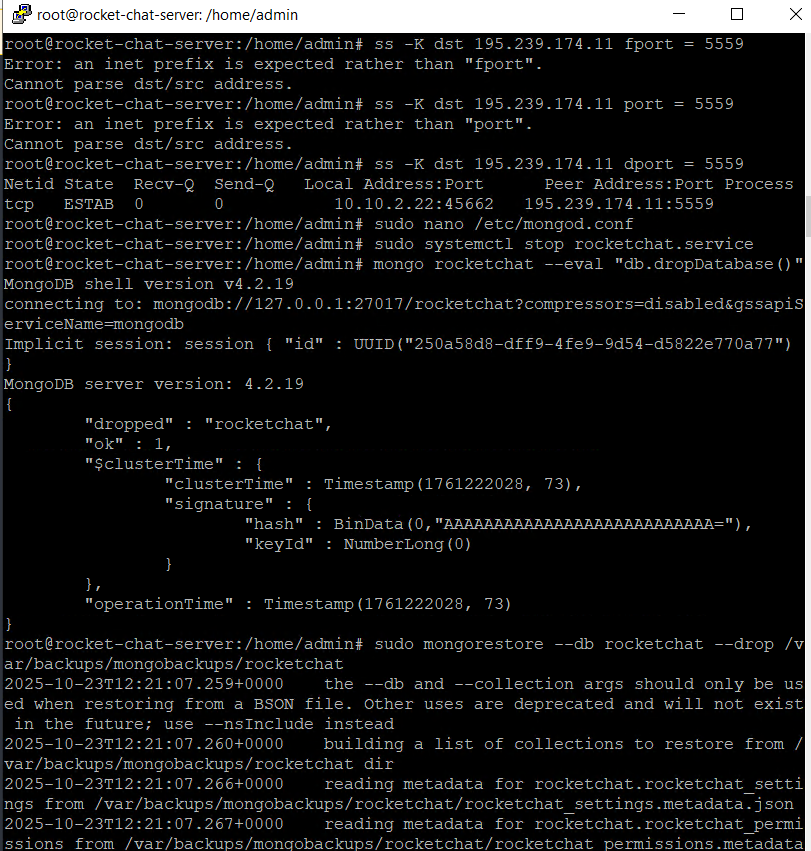 root@rocket-chat-server: /home/admin
root@rocket-chat-server:/home/admin# ss -K dst 195.239.174.11 fport = 5559
Error: an inet prefix is expected rather than "fport".
Cannot parse dst/src address.
root@rocket-chat-server:/home/admin# ss -K dst 195.239.174.11 port = 5559
Error: an inet prefix is expected rather than "port".
Cannot parse dst/src address.
root@rocket-chat-server:/home/admin# ss -K dst 195.239.174.11 dport = 5559
Netid State  Recv-Q  Send-Q   Local Address:Port      Peer Address:Port Process
tcp   ESTAB  0       0           10.10.2.22:45662   195.239.174.11:5559
root@rocket-chat-server:/home/admin# sudo nano /etc/mongod.conf
root@rocket-chat-server:/home/admin# sudo systemctl stop rocketchat.service
root@rocket-chat-server:/home/admin# mongo rocketchat --eval "db.dropDatabase()"
MongoDB shell version v4.2.19
connecting to: mongodb://127.0.0.1:27017/rocketchat?compressors=disabled&gssapiS
erviceName=mongodb
Implicit session: session { "id" : UUID("250a58d8-dff9-4fe9-9d54-d5822e770a77")
}
MongoDB server version: 4.2.19
{
        "dropped" : "rocketchat",
        "ok" : 1,
        "$clusterTime" : {
                "clusterTime" : Timestamp(1761222028, 73),
                "signature" : {
                        "hash" : BinData(0,"AAAAAAAAAAAAAAAAAAAAAAAAAAA="),
                        "keyId" : NumberLong(0)
                }
        },
        "operationTime" : Timestamp(1761222028, 73)
}
root@rocket-chat-server:/home/admin# sudo mongorestore --db rocketchat --drop /v
ar/backups/mongobackups/rocketchat
2025-10-23T12:21:07.259+0000    the --db and --collection args should only be us
ed when restoring from a BSON file. Other uses are deprecated and will not exist
 in the future; use --nsInclude instead
2025-10-23T12:21:07.260+0000    building a list of collections to restore from /
var/backups/mongobackups/rocketchat dir
2025-10-23T12:21:07.266+0000    reading metadata for rocketchat.rocketchat_setti
ngs from /var/backups/mongobackups/rocketchat/rocketchat_settings.metadata.json
2025-10-23T12:21:07.267+0000    reading metadata for rocketchat.rocketchat_permi
ssions from /var/backups/mongobackups/rocketchat/rocketchat_permissions.metadata